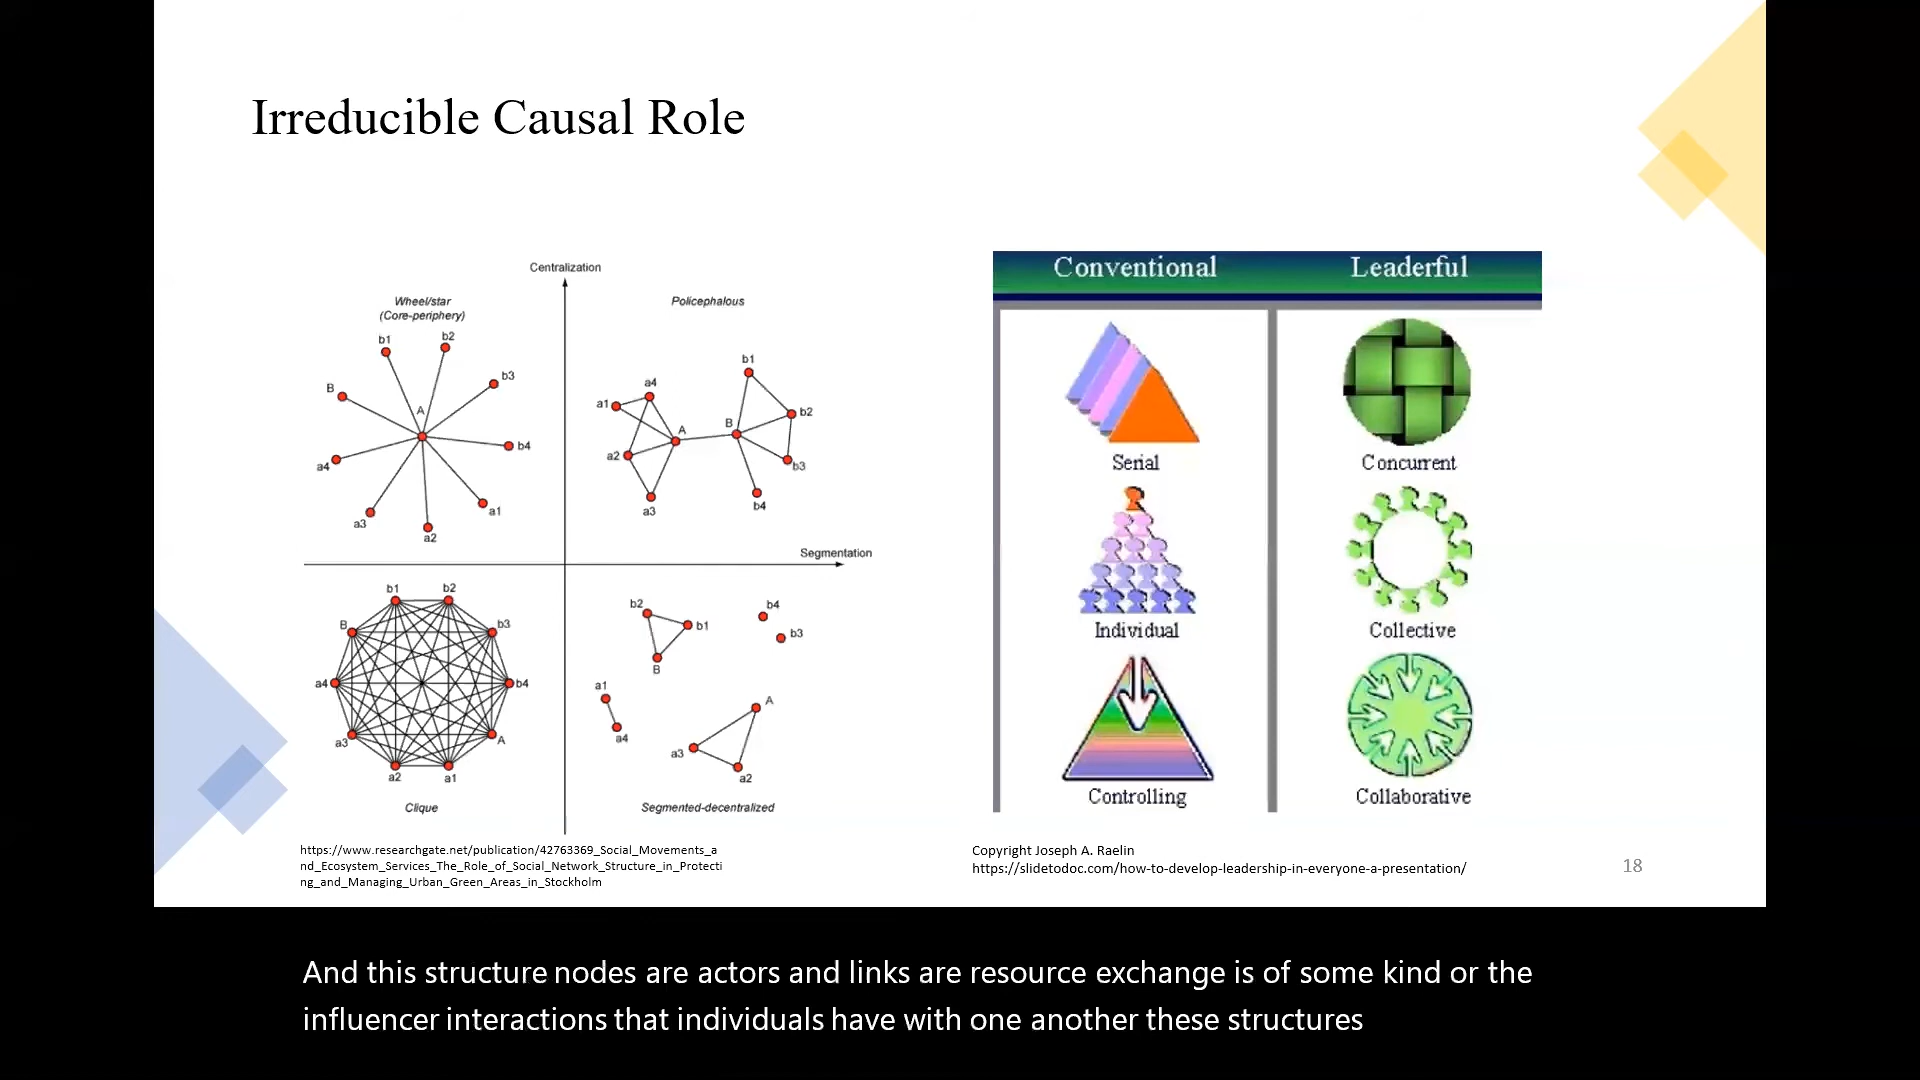 Irreducible Causal Role
Centralization
Wheel/star
(Core-periphery)
b1
b2
b3
B
A
b4
a4
a1
a3
a2
Policephalous
b1
a4
a1
b2
A
B
a2
b3
a3
b4
Segmentation
b1
b2
B
b3
a4
b4
a3
A
a2
a1
Clique
b2
b1
B
b4
b3
a1
a4
A
a3
a2
Segmented-decentralized
https://www.researchgate.net/publication/42763369_Social_Movements_a
nd_Ecosystem_Services_The_Role_of_Social_Network_Structure_in_Protecti
ng_and_Managing_Urban_Green_Areas_in_Stockholm
Conventional
Leaderful
Serial
Concurrent
Individual
Collective
Controlling
Collaborative
Copyright Joseph A. Raelin
https://slidetodoc.com/how-to-develop-leadership-in-everyone-a-presentation/
18
And this structure nodes are actors and links are resource exchange is of some kind or the
influencer interactions that individuals have with one another these structures